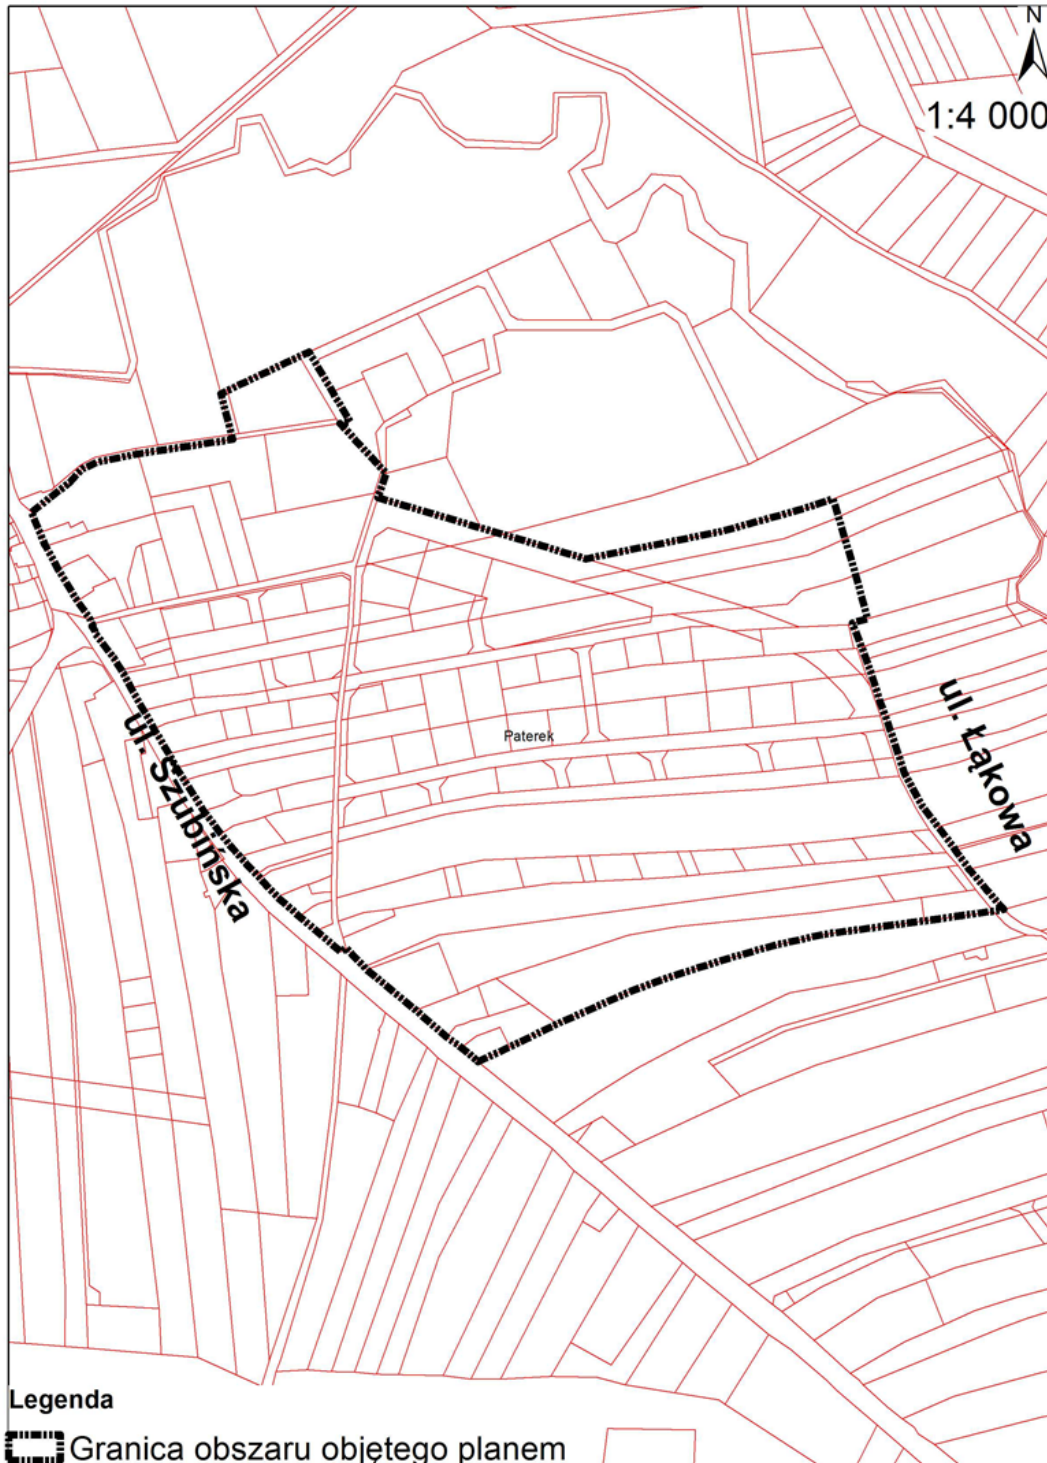 N
1:4 000
ul. Łąkowa
ul. Szubińska
Paterek
Legenda
Granica obszaru objętego planem